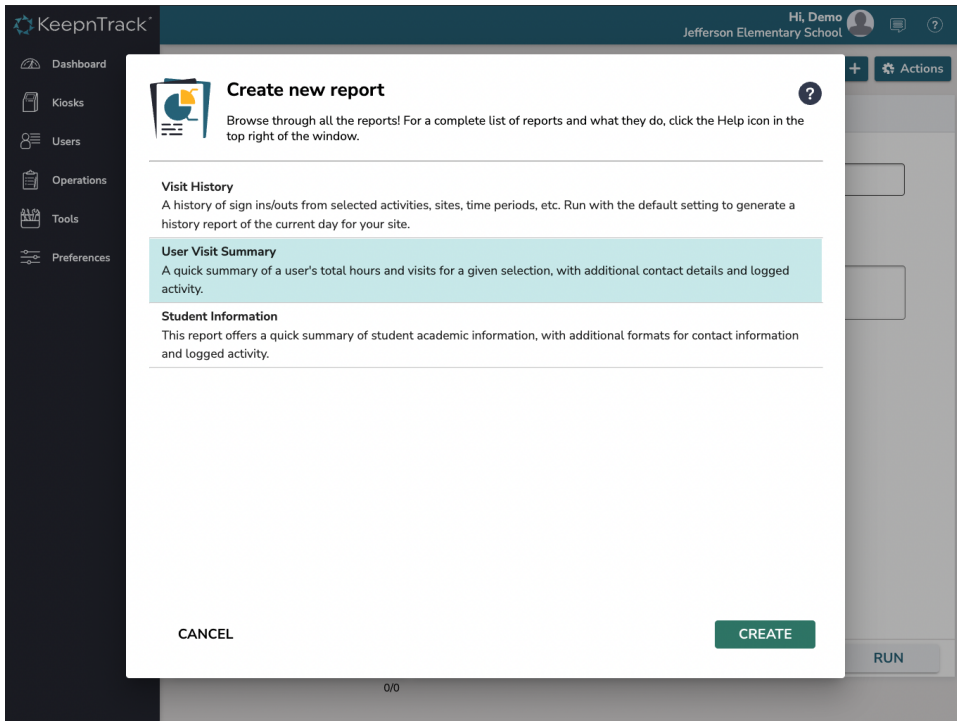 KeepnTrack
Hi, Demo
Jefferson Elementary School
?
Dashboard
Kiosks
Users
Operations
Tools
Preferences
+
Actions
Create new report
?
Browse through all the reports! For a complete list of reports and what they do, click the Help icon in the
top right of the window.
Visit History
A history of sign ins/outs from selected activities, sites, time periods, etc. Run with the default setting to generate a
history report of the current day for your site.
User Visit Summary
A quick summary of a user's total hours and visits for a given selection, with additional contact details and logged
activity.
Student Information
This report offers a quick summary of student academic information, with additional formats for contact information
and logged activity.
CANCEL
CREATE
RUN
0/0